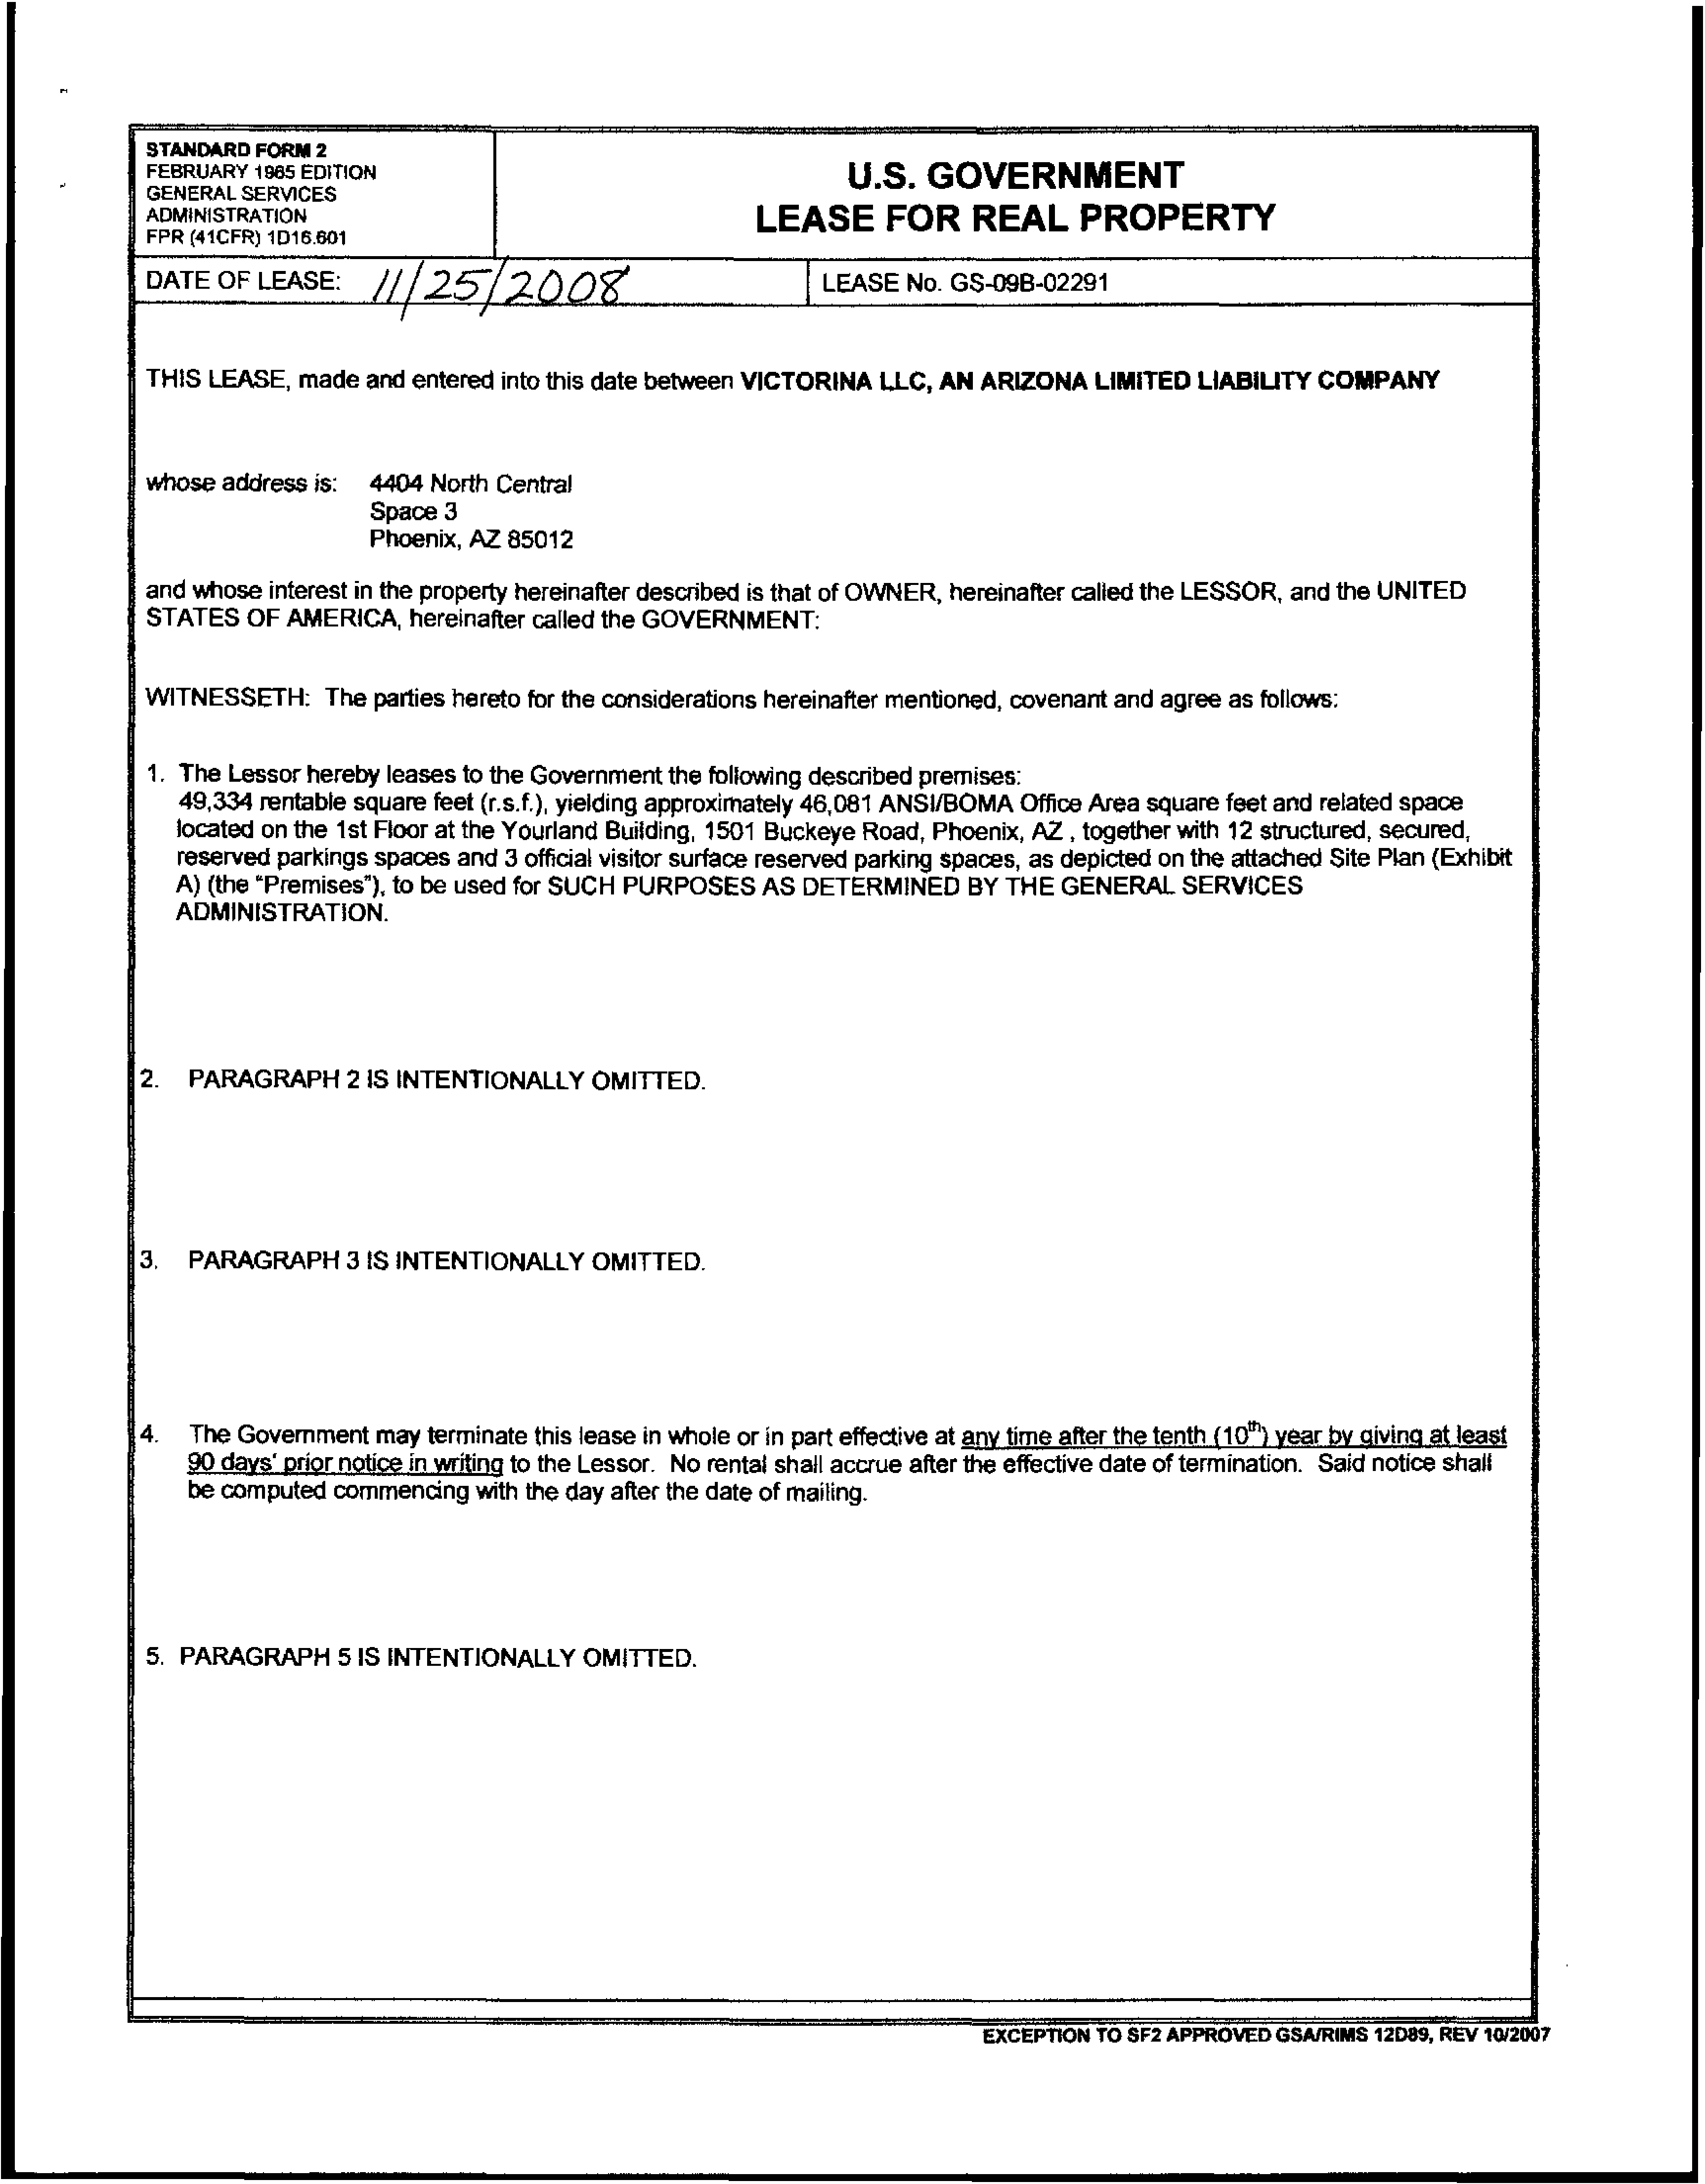 STANDARD FORM 2
FEBRUARY 1965 EDITION
GENERAL SERVICES
ADMINISTRATION
FPR (41CFR) 1D16.601
U.S. GOVERNMENT
LEASE FOR REAL PROPERTY
DATE OF LEASE: 11/25/2008
LEASE No. GS-09B-02291
THIS LEASE, made and entered into this date between VICTORINA LLC, AN ARIZONA LIMITED LIABILITY COMPANY
whose address is: 4404 North Central
Space 3
Phoenix, AZ 85012
and whose interest in the property hereinafter described is that of OWNER, hereinafter called the LESSOR, and the UNITED
STATES OF AMERICA, hereinafter called the GOVERNMENT:
WITNESSETH: The parties hereto for the considerations hereinafter mentioned, covenant and agree as follows:
1. The Lessor hereby leases to the Government the following described premises:
49,334 rentable square feet (r.s.f.), yielding approximately 46,081 ANSI/BOMA Office Area square feet and related space
located on the 1st Floor at the Yourland Building, 1501 Buckeye Road, Phoenix, AZ , together with 12 structured, secured,
reserved parkings spaces and 3 official visitor surface reserved parking spaces, as depicted on the attached Site Plan (Exhibit
A) (the "Premises"), to be used for SUCH PURPOSES AS DETERMINED BY THE GENERAL SERVICES
ADMINISTRATION.
2. PARAGRAPH 2 IS INTENTIONALLY OMITTED.
3. PARAGRAPH 3 IS INTENTIONALLY OMITTED.
4. The Government may terminate this lease in whole or in part effective at any time after the tenth (10th) year by giving at least
90 days' prior notice in writing to the Lessor. No rental shall accrue after the effective date of termination. Said notice shall
be computed commencing with the day after the date of mailing.
5. PARAGRAPH 5 IS INTENTIONALLY OMITTED.
EXCEPTION TO SF2 APPROVED GSA/RIMS 12D89, REV 10/2007